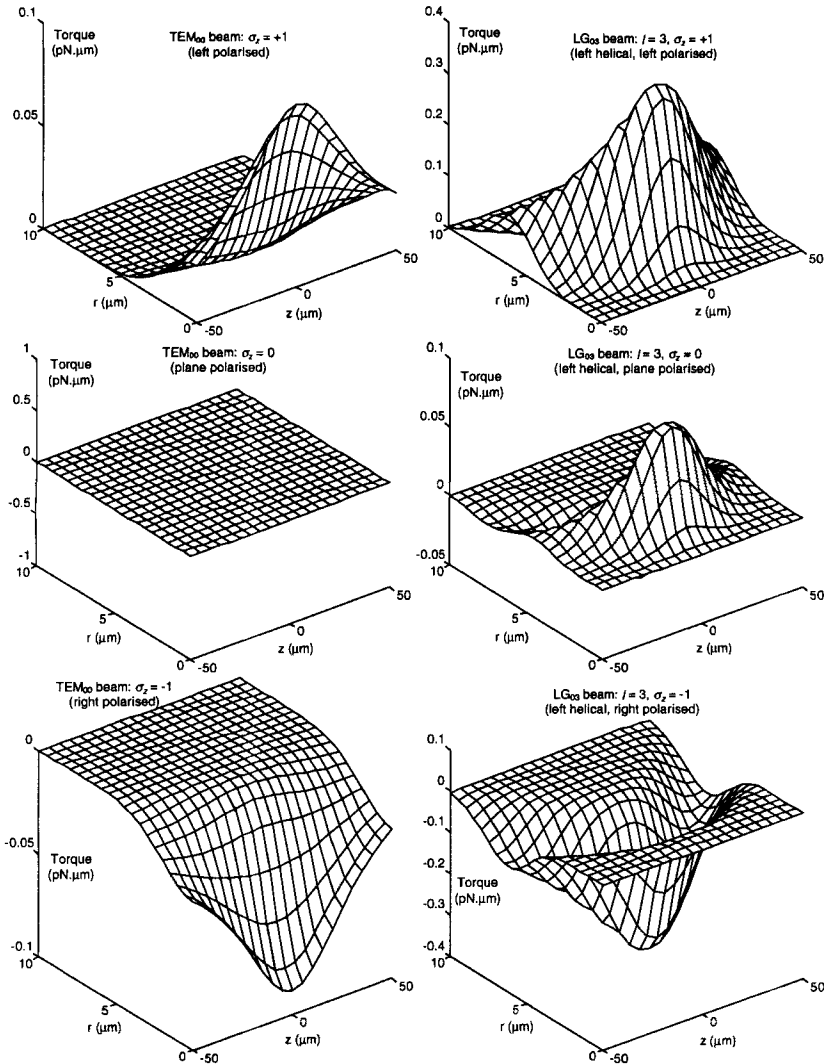 0.1
Torque
(pN.μm)
TEM₀₀ beam: σz = +1
(left polarised)
0.05
0
10
5
r (μm)
0
-50
0
z (μm)
50
0.4
Torque
(pN.μm)
LG₀₃ beam: l = 3, σz = +1
(left helical, left polarised)
0.3
0.2
0.1
0
10
5
r (μm)
0
-50
0
z (μm)
50
1
Torque
(pN.μm)
TEM₀₀ beam: σz = 0
(plane polarised)
0.5
0
-0.5
-1
10
5
r (μm)
0
-50
0
z (μm)
50
0.1
Torque
(pN.μm)
LG₀₃ beam: l = 3, σz = 0
(left helical, plane polarised)
0.05
0
-0.05
10
5
r (μm)
0
-50
0
z (μm)
50
TEM₀₀ beam: σz = -1
(right polarised)
0
-0.05
Torque
(pN.μm)
-0.1
10
5
r (μm)
0
-50
0
z (μm)
50
LG₀₃ beam: l = 3, σz = -1
(left helical, right polarised)
0.1
0
-0.1
-0.2
Torque
(pN.μm)
-0.3
-0.4
10
5
r (μm)
0
-50
0
z (μm)
50